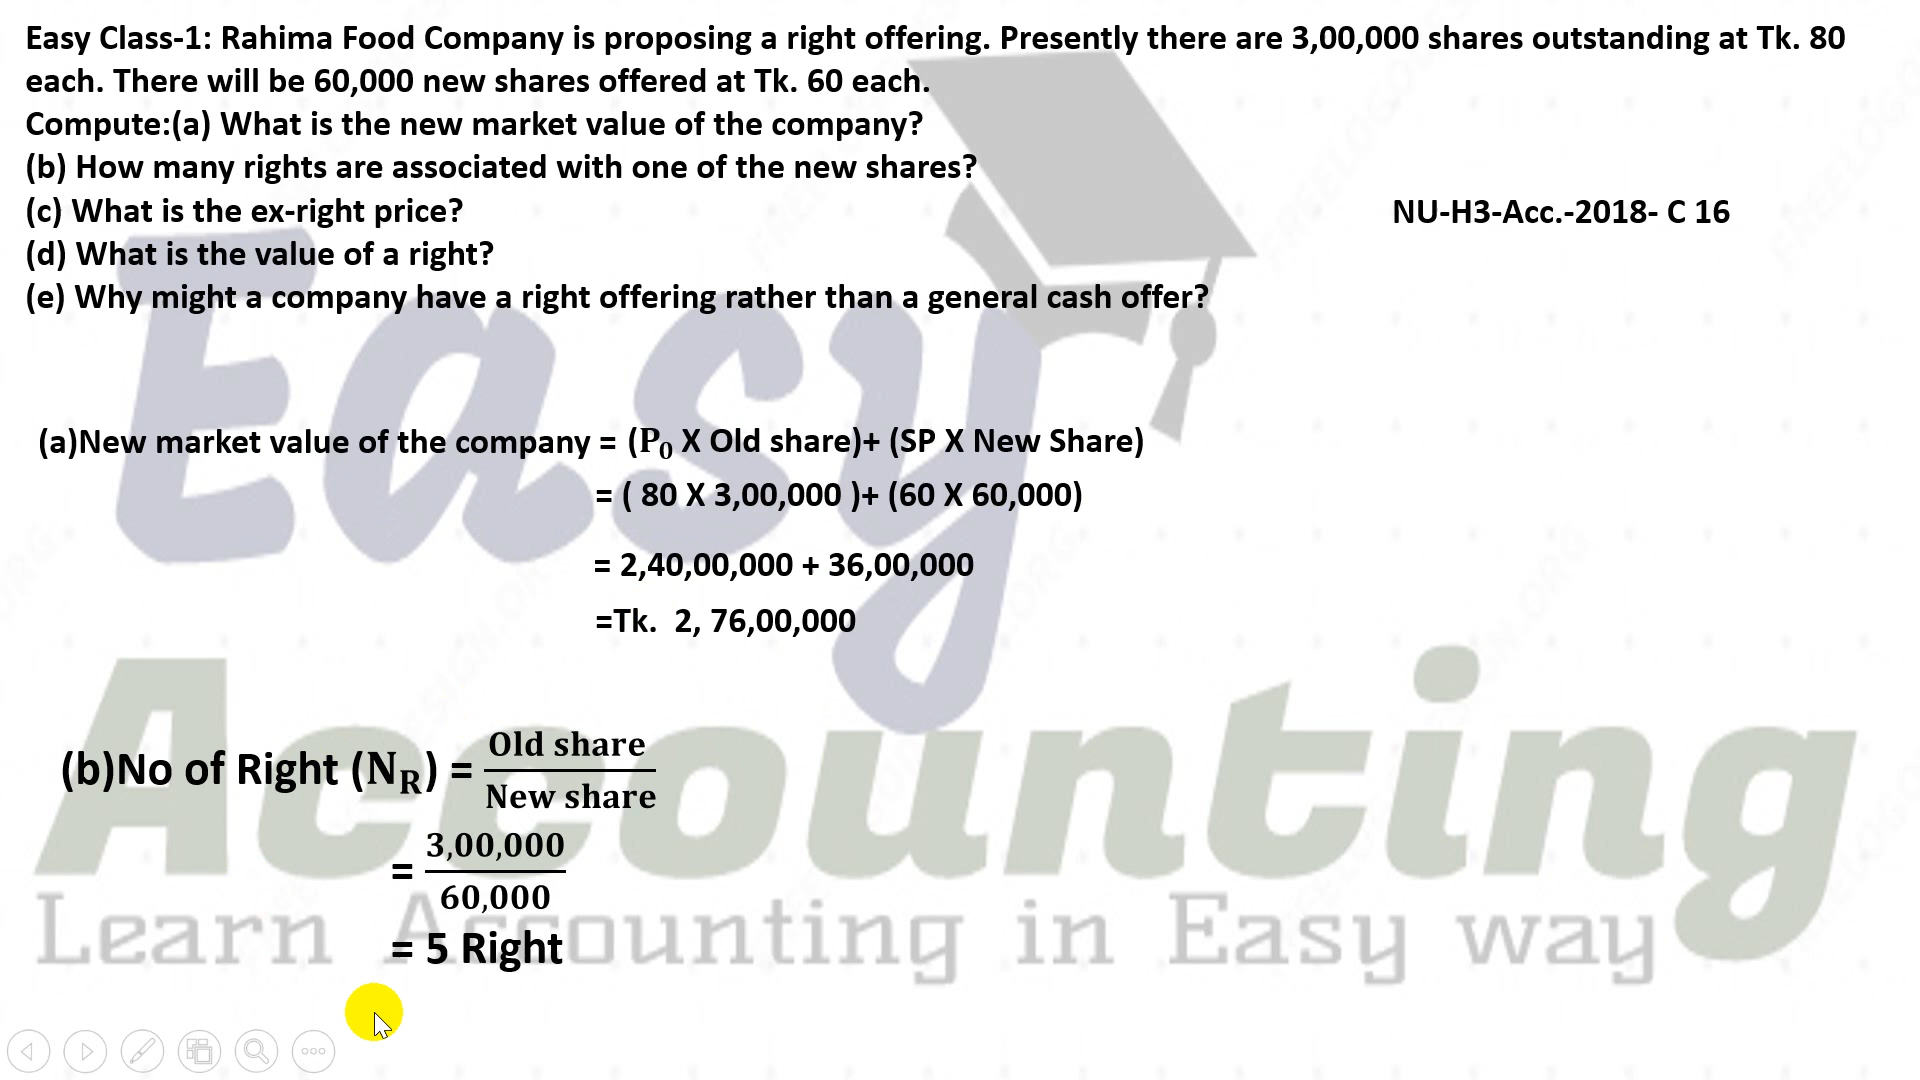 Easy Class-1: Rahima Food Company is proposing a right offering. Presently there are 3,00,000 shares outstanding at Tk. 80
each. There will be 60,000 new shares offered at Tk. 60 each.
Compute:(a) What is the new market value of the company?
(b) How many rights are associated with one of the new shares?
(c) What is the ex-right price?
NU-H3-Acc.-2018- C 16
(d) What is the value of a right?
(e) Why might a company have a right offering rather than a general cash offer?
(a)New market value of the company = (P₀ X Old share)+ (SP X New Share)
= ( 80 X 3,00,000 )+ (60 X 60,000)
= 2,40,00,000 + 36,00,000
=Tk. 2, 76,00,000
(b)No of Right (N_R) = Old share / New share
= 3,00,000 / 60,000
= 5 Right
Easy
Accounting
Learn Accounting in Easy way